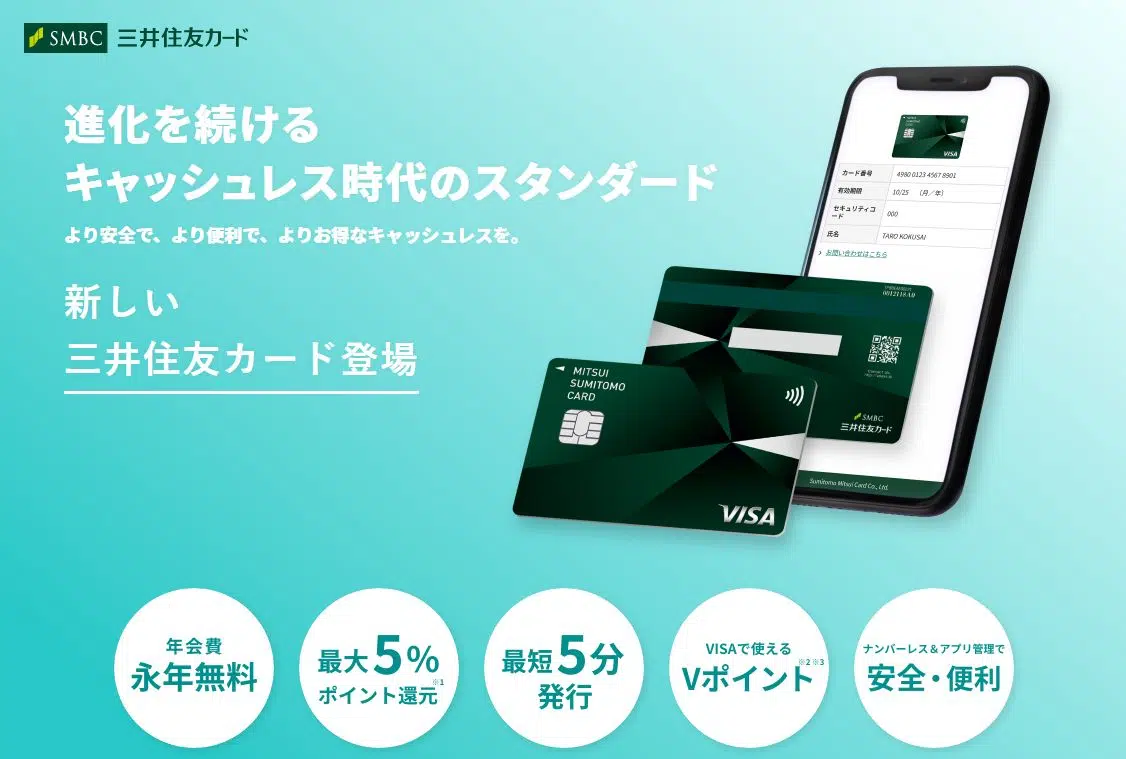 SMBC 三井住友カード
進化を続ける
キャッシュレス時代のスタンダード
より安全で、より便利で、よりお得なキャッシュレスを。
新しい
三井住友カード登場
MITSUI
SUMITOMO
CARD
VISA
カード番号 4980 0123 4567 8901
有効期限 10/25 （月／年）
セキュリティコード 000
氏名 TARO KOKUSAI
お問い合わせはこちら
Sumitomo Mitsui Card Co., Ltd.
SMBC
三井住友カード
MITSUI
SUMITOMO
CARD
VISA
年会費
永年無料
最大5%
ポイント還元※1
最短5分
発行
VISAで使える
Vポイント※2 ※3
ナンバーレス＆アプリ管理で
安全・便利